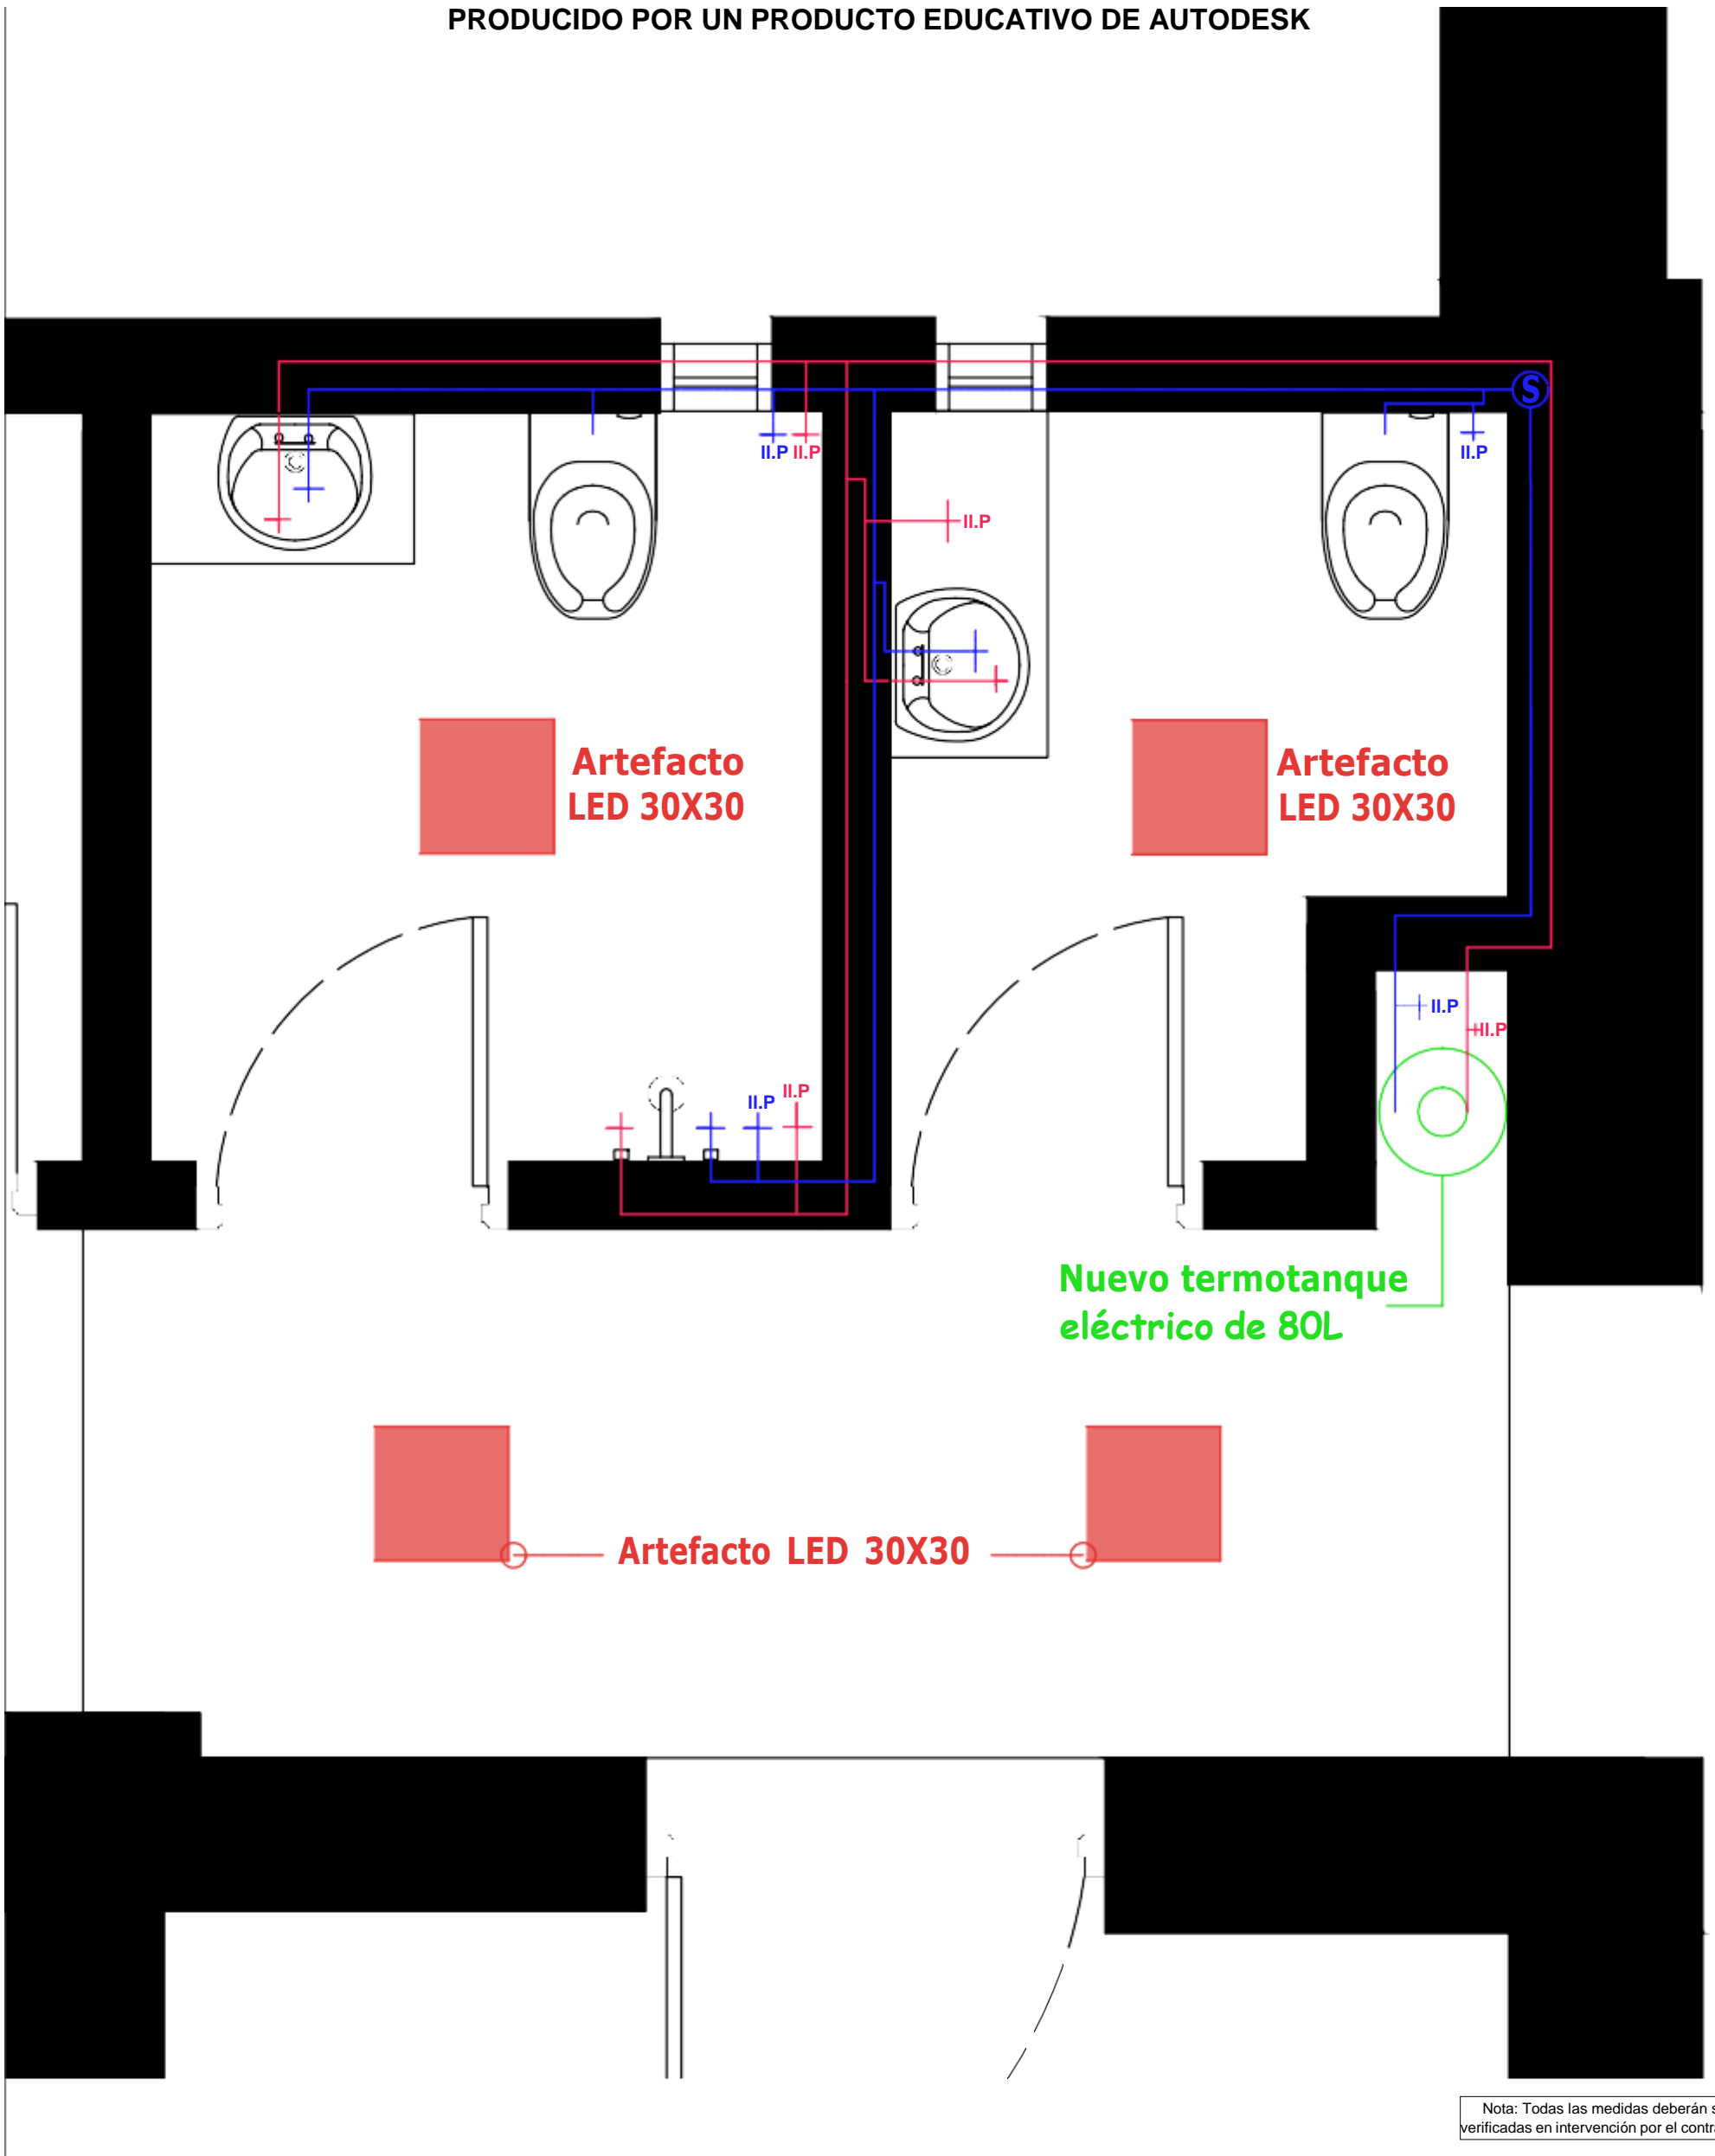 PRODUCIDO POR UN PRODUCTO EDUCATIVO DE AUTODESK
S
II.P II.P
II.P
II.P
Artefacto
LED 30X30
Artefacto
LED 30X30
II.P
II.P
II.P
II.P
Nuevo termotanque
eléctrico de 80L
Artefacto LED 30X30
Nota: Todas las medidas deberán s
verificadas en intervención por el contr